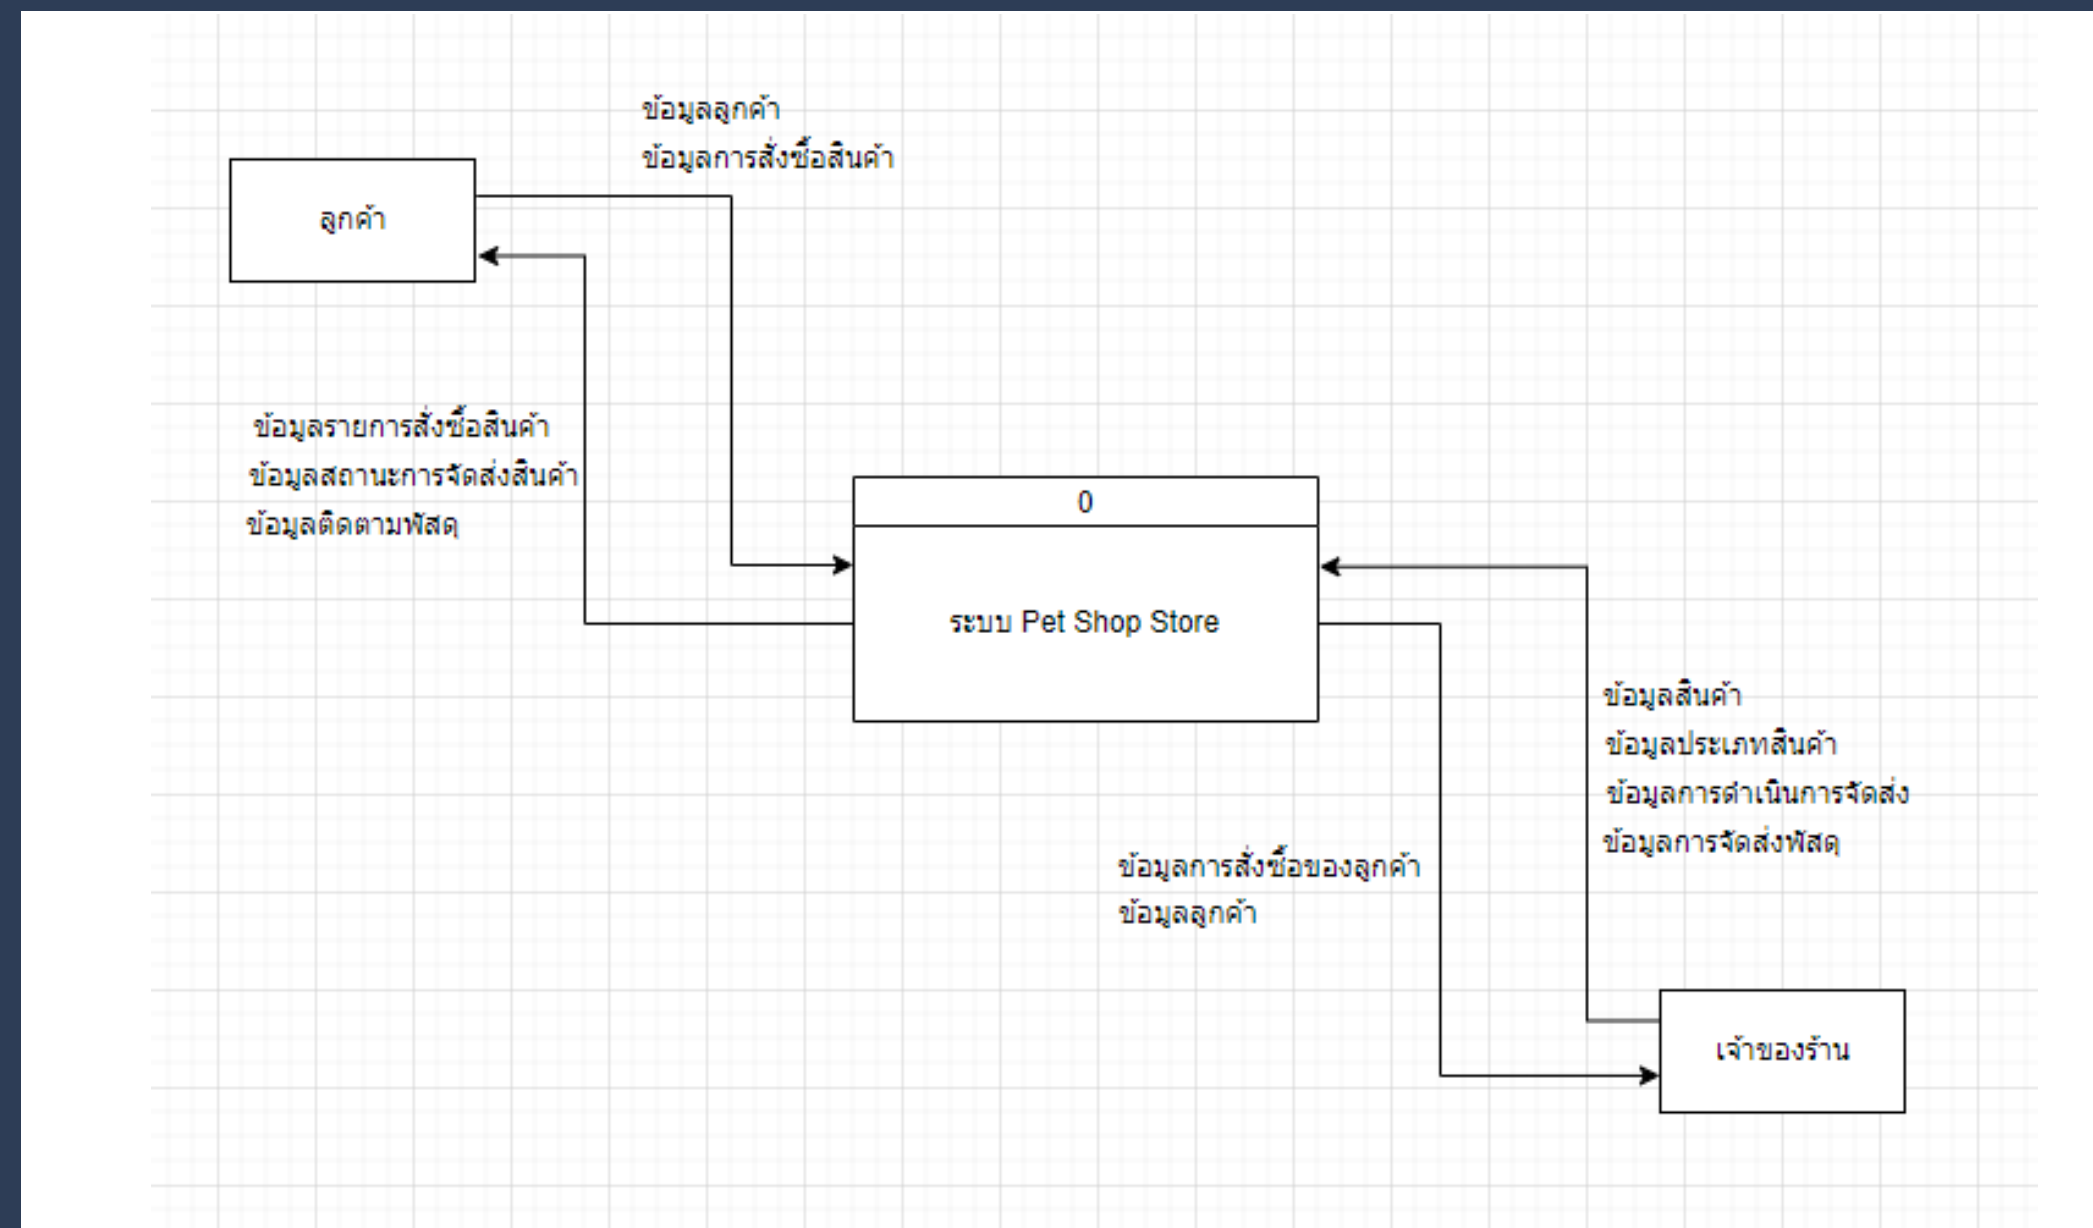 ข้อมูลลูกค้า
ข้อมูลการสั่งซื้อสินค้า
ลูกค้า
ข้อมูลรายการสั่งซื้อสินค้า
ข้อมูลสถานะการจัดส่งสินค้า
ข้อมูลติดตามพัสดุ
0
ระบบ Pet Shop Store
ข้อมูลสินค้า
ข้อมูลประเภทสินค้า
ข้อมูลการดำเนินการจัดส่ง
ข้อมูลการจัดส่งพัสดุ
ข้อมูลการสั่งซื้อของลูกค้า
ข้อมูลลูกค้า
เจ้าของร้าน